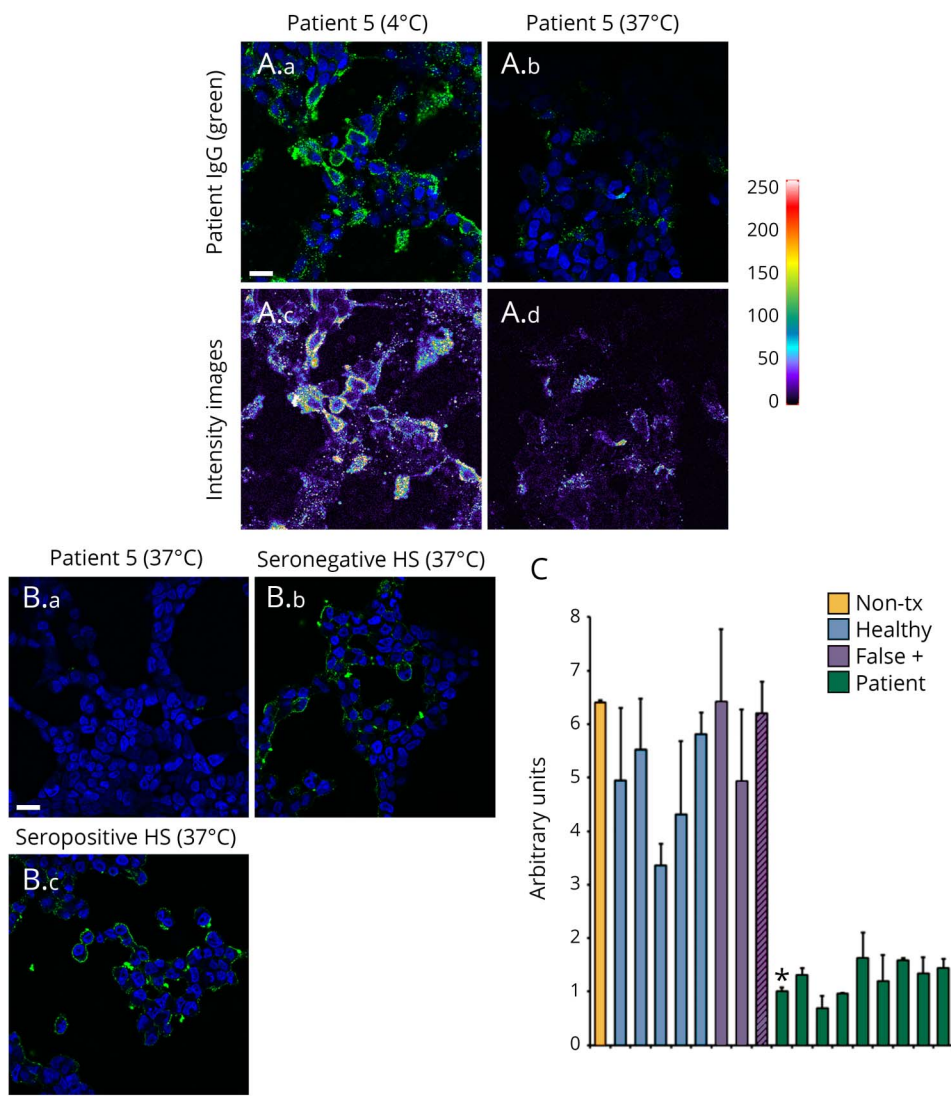 Patient 5 (4°C)
Patient 5 (37°C)
Patient IgG (green)
A.a
A.b
Intensity images
A.c
A.d
250
200
150
100
50
0
Patient 5 (37°C)
B.a
Seronegative HS (37°C)
B.b
Seropositive HS (37°C)
B.c
C
Non-tx
Healthy
False +
Patient
Arbitrary units
8
7
6
5
4
3
2
1
0
*